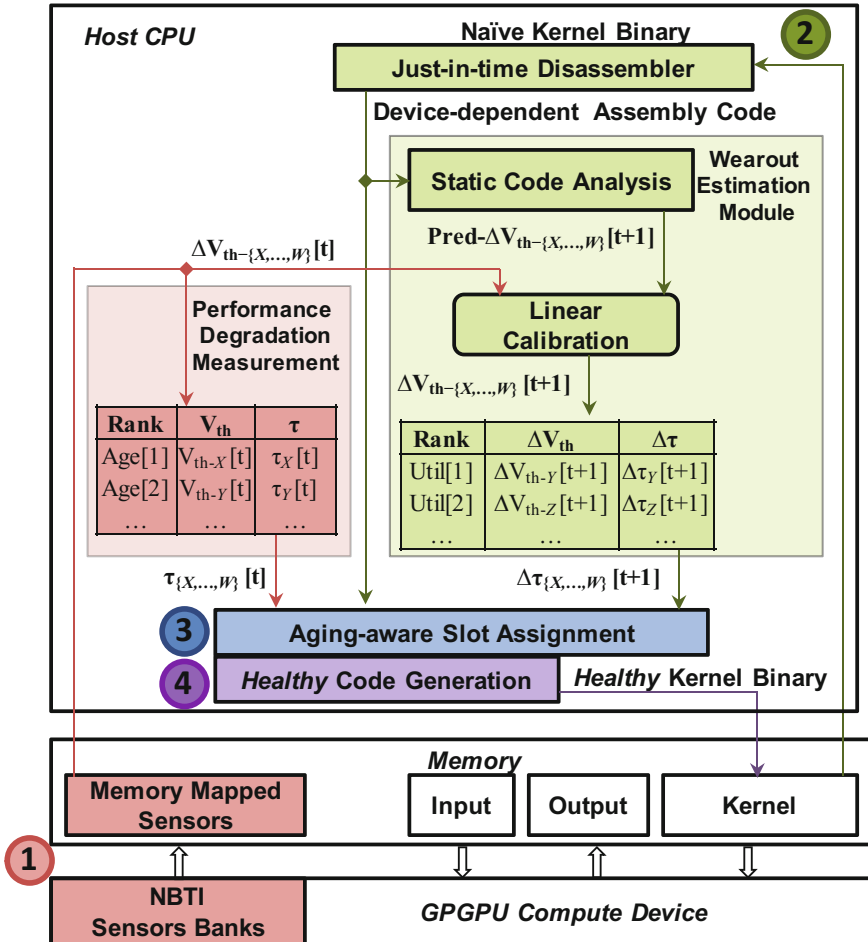 Host CPU
Naïve Kernel Binary
2
Just-in-time Disassembler
Device-dependent Assembly Code
Static Code Analysis
Wearout
Estimation
Module
Pred-ΔVth−{X,...,W}[t+1]
ΔVth−{X,...,W}[t]
Performance
Degradation
Measurement
Linear
Calibration
ΔVth−{X,...,W} [t+1]
Rank Vth τ
Age[1] Vth-X[t] τX[t]
Age[2] Vth-Y[t] τY[t]
... ... ...
Rank ΔVth Δτ
Util[1] ΔVth-Y[t+1] ΔτY[t+1]
Util[2] ΔVth-Z[t+1] ΔτZ[t+1]
... ... ...
τ{X,...,W} [t]
Δτ{X,...,W} [t+1]
3
Aging-aware Slot Assignment
4
Healthy Code Generation
Healthy Kernel Binary
Memory
Memory Mapped
Sensors
Input
Output
Kernel
1
NBTI
Sensors Banks
GPGPU Compute Device